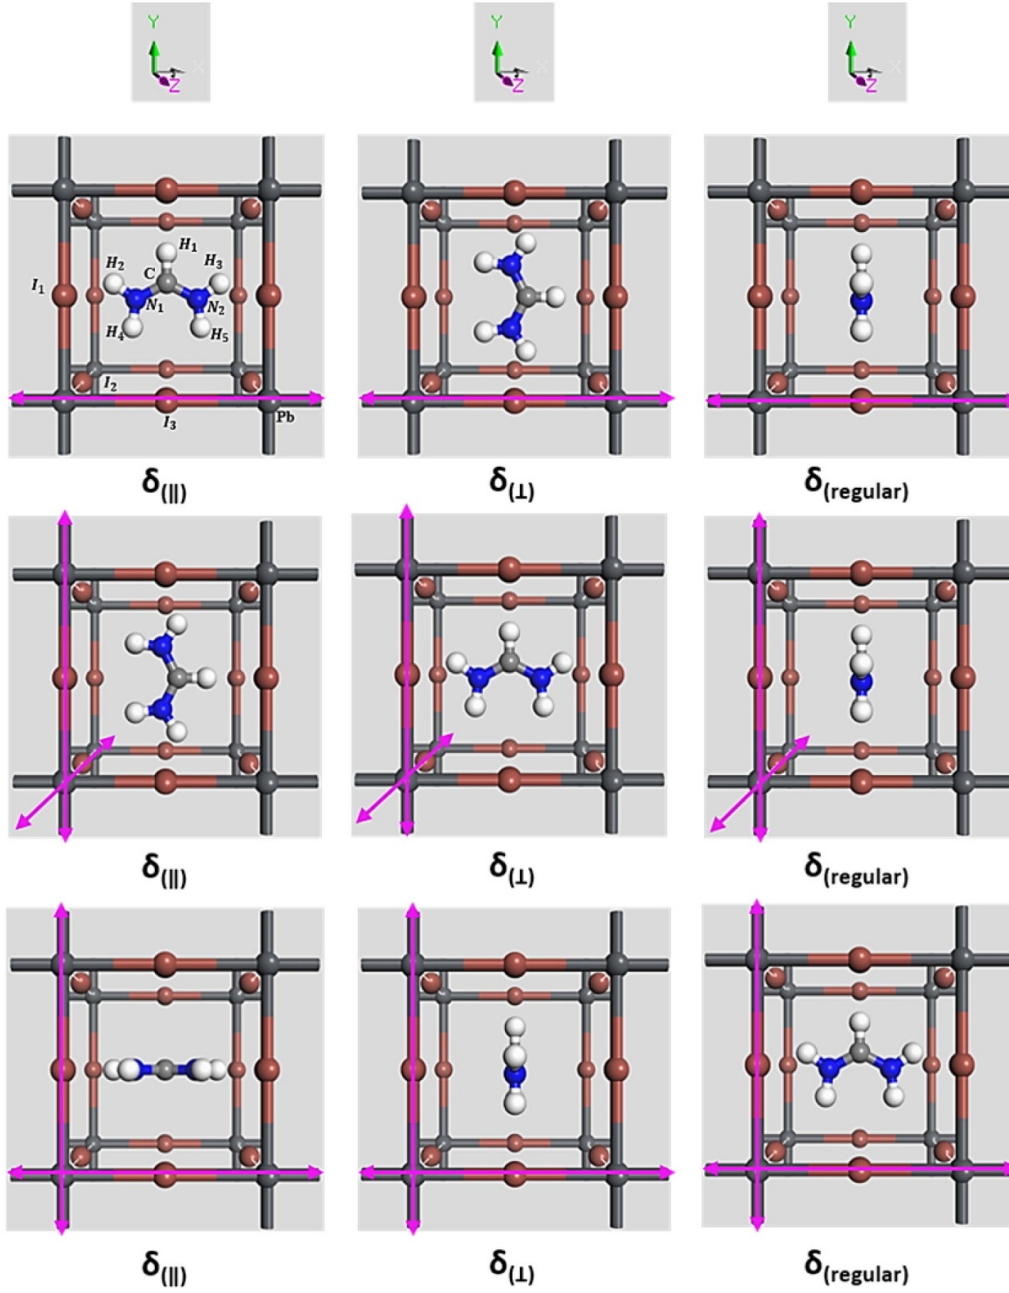 Y Y Y
X X X
Z Z Z
H₁
H₂ C H₃
I₁ N₁ N₂
H₄ H₅
I₂
I₃ Pb
δ(||) δ(⊥) δ(regular)
δ(||) δ(⊥) δ(regular)
δ(||) δ(⊥) δ(regular)